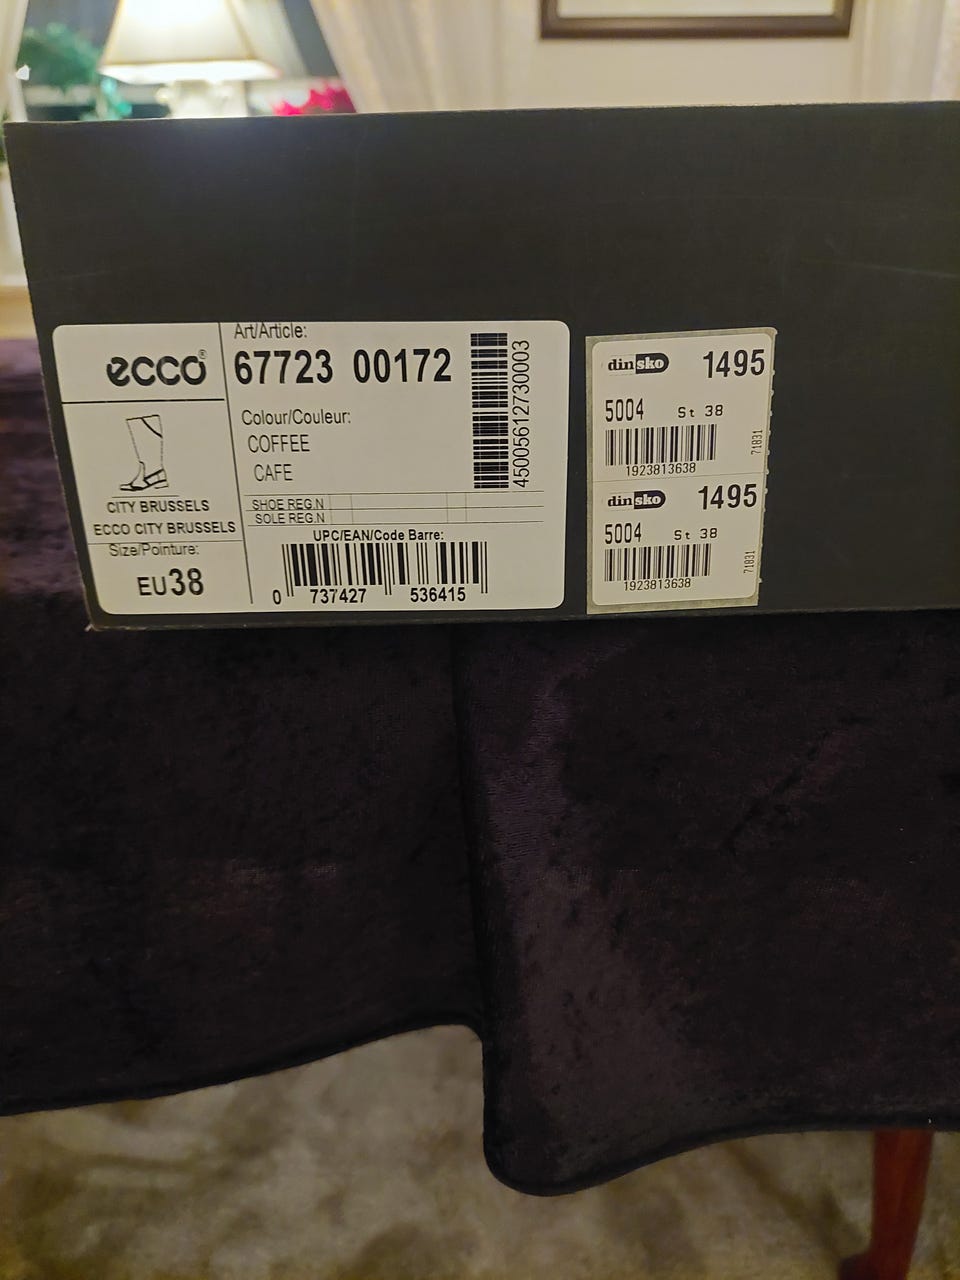 ecco®
CITY BRUSSELS
ECCO CITY BRUSSELS
Size/Pointure:
EU38
Art/Article:
67723 00172
Colour/Couleur:
COFFEE
CAFE
SHOE REG.N
SOLE REG.N
UPC/EAN/Code Barre:
0 737427 536415
45005612730003
dinsko 1495
5004 St 38
1923813638
71831
dinsko 1495
5004 St 38
1923813638
71831